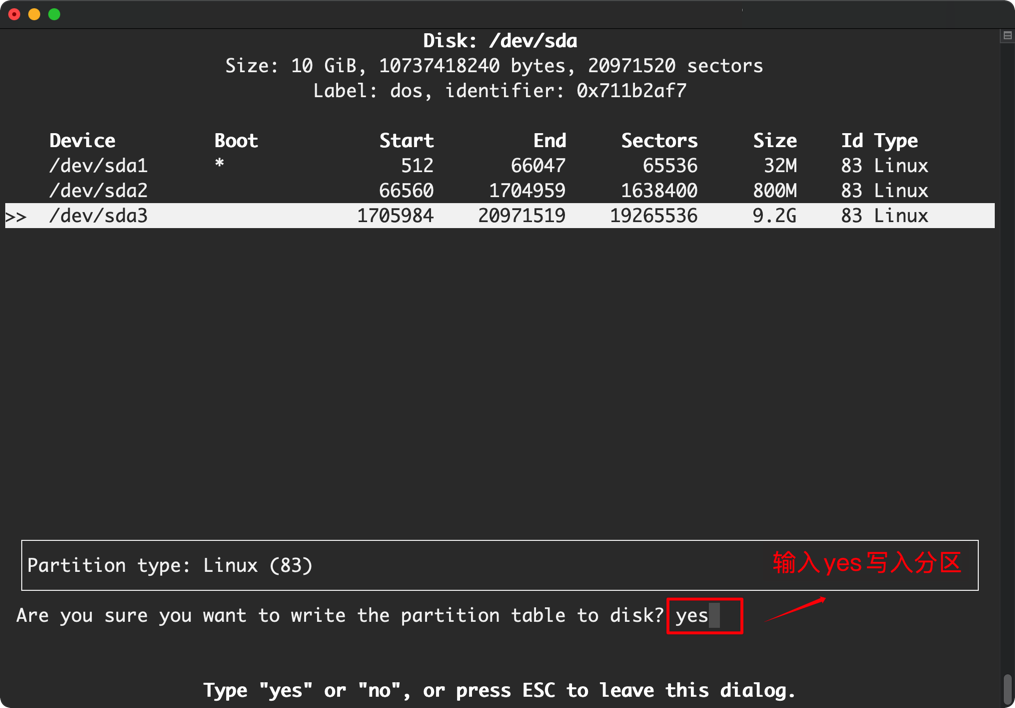 Disk: /dev/sda
Size: 10 GiB, 10737418240 bytes, 20971520 sectors
Label: dos, identifier: 0x711b2af7
Device Boot Start End Sectors Size Id Type
/dev/sda1 * 512 66047 65536 32M 83 Linux
/dev/sda2 66560 1704959 1638400 800M 83 Linux
>> /dev/sda3 1705984 20971519 19265536 9.2G 83 Linux
Partition type: Linux (83)
输入yes写入分区
Are you sure you want to write the partition table to disk? yes
Type "yes" or "no", or press ESC to leave this dialog.